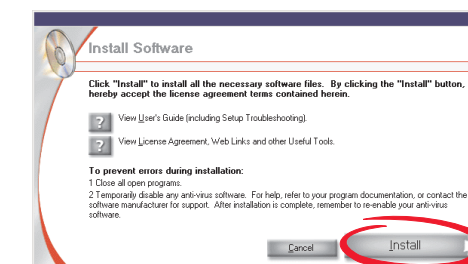 Install Software
Click "Install" to install all the necessary software files. By clicking the "Install" button,
hereby accept the license agreement terms contained herein.
? View User's Guide (including Setup Troubleshooting).
? View License Agreement, Web Links and other Useful Tools.
To prevent errors during installation:
1 Close all open programs.
2 Temporarily disable any anti-virus software. For help, refer to your program documentation, or contact the
software manufacturer for support. After installation is complete, remember to re-enable your anti-virus
software.
Cancel Install